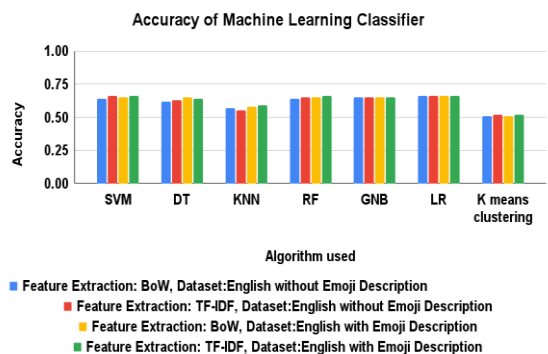 Accuracy of Machine Learning Classifier
1.00
0.75
0.50
0.25
0.00
Accuracy
SVM DT KNN RF GNB LR K means
clustering
Algorithm used
Feature Extraction: BoW, Dataset:English without Emoji Description
Feature Extraction: TF-IDF, Dataset:English without Emoji Description
Feature Extraction: BoW, Dataset:English with Emoji Description
Feature Extraction: TF-IDF, Dataset:English with Emoji Description